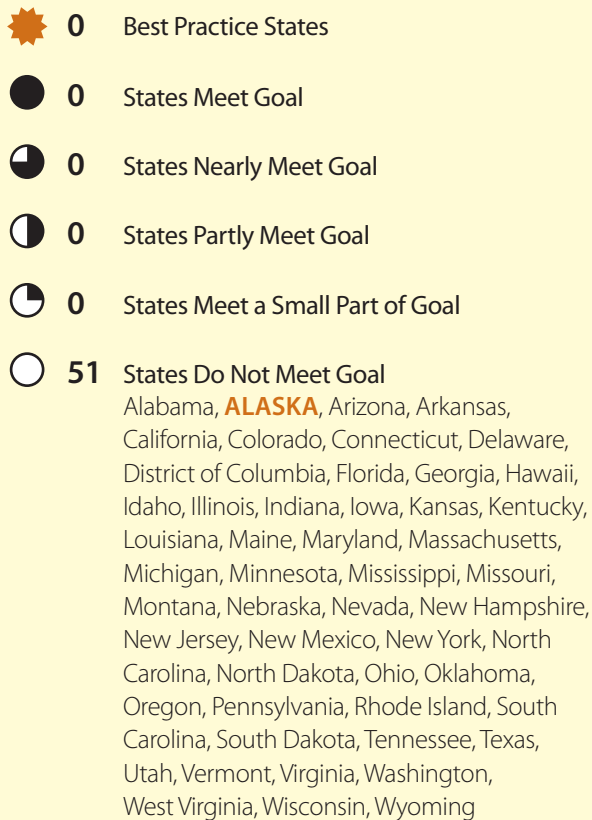 0 Best Practice States
0 States Meet Goal
0 States Nearly Meet Goal
0 States Partly Meet Goal
0 States Meet a Small Part of Goal
51 States Do Not Meet Goal
Alabama, ALASKA, Arizona, Arkansas,
California, Colorado, Connecticut, Delaware,
District of Columbia, Florida, Georgia, Hawaii,
Idaho, Illinois, Indiana, Iowa, Kansas, Kentucky,
Louisiana, Maine, Maryland, Massachusetts,
Michigan, Minnesota, Mississippi, Missouri,
Montana, Nebraska, Nevada, New Hampshire,
New Jersey, New Mexico, New York, North
Carolina, North Dakota, Ohio, Oklahoma,
Oregon, Pennsylvania, Rhode Island, South
Carolina, South Dakota, Tennessee, Texas,
Utah, Vermont, Virginia, Washington,
West Virginia, Wisconsin, Wyoming